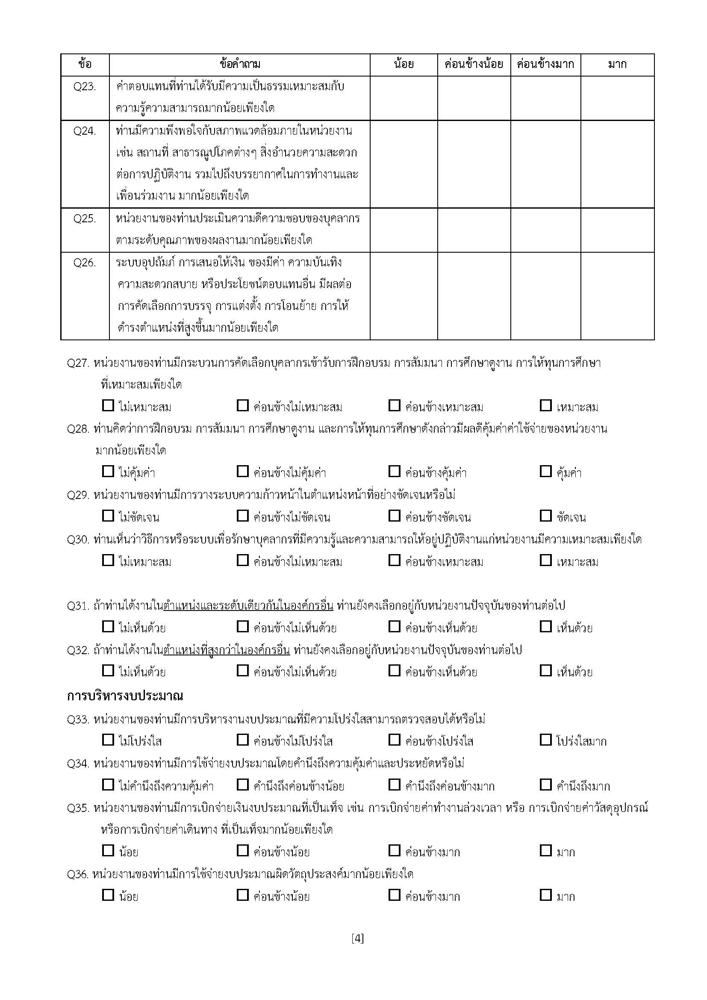 ข้อ ข้อคำถาม น้อย ค่อนข้างน้อย ค่อนข้างมาก มาก
Q23. ค่าตอบแทนที่ท่านได้รับมีความเป็นธรรมเหมาะสมกับ
ความรู้ความสามารถมากน้อยเพียงใด
Q24. ท่านมีความพึงพอใจกับสภาพแวดล้อมภายในหน่วยงาน
เช่น สถานที่ สาธารณูปโภคต่างๆ สิ่งอำนวยความสะดวก
ต่อการปฏิบัติงาน รวมไปถึงบรรยากาศในการทำงานและ
เพื่อนร่วมงาน มากน้อยเพียงใด
Q25. หน่วยงานของท่านประเมินความดีความชอบของบุคลากร
ตามระดับคุณภาพของผลงานมากน้อยเพียงใด
Q26. ระบบอุปถัมภ์ การเสนอให้เงิน ของมีค่า ความบันเทิง
ความสะดวกสบาย หรือประโยชน์ตอบแทนอื่น มีผลต่อ
การคัดเลือกการบรรจุ การแต่งตั้ง การโอนย้าย การให้
ดำรงตำแหน่งที่สูงขึ้นมากน้อยเพียงใด
Q27. หน่วยงานของท่านมีกระบวนการคัดเลือกบุคลากรเข้ารับการฝึกอบรม การสัมมนา การศึกษาดูงาน การให้ทุนการศึกษา
ที่เหมาะสมเพียงใด
☐ ไม่เหมาะสม ☐ ค่อนข้างไม่เหมาะสม ☐ ค่อนข้างเหมาะสม ☐ เหมาะสม
Q28. ท่านคิดว่าการฝึกอบรม การสัมมนา การศึกษาดูงาน และการให้ทุนการศึกษาดังกล่าวมีผลดีคุ้มค่าค่าใช้จ่ายของหน่วยงาน
มากน้อยเพียงใด
☐ ไม่คุ้มค่า ☐ ค่อนข้างไม่คุ้มค่า ☐ ค่อนข้างคุ้มค่า ☐ คุ้มค่า
Q29. หน่วยงานของท่านมีการวางระบบความก้าวหน้าในตำแหน่งหน้าที่อย่างชัดเจนหรือไม่
☐ ไม่ชัดเจน ☐ ค่อนข้างไม่ชัดเจน ☐ ค่อนข้างชัดเจน ☐ ชัดเจน
Q30. ท่านเห็นว่าวิธีการหรือระบบเพื่อรักษาบุคลากรที่มีความรู้และความสามารถให้อยู่ปฏิบัติงานแก่หน่วยงานมีความเหมาะสมเพียงใด
☐ ไม่เหมาะสม ☐ ค่อนข้างไม่เหมาะสม ☐ ค่อนข้างเหมาะสม ☐ เหมาะสม
Q31. ถ้าท่านได้งานในตำแหน่งและระดับเดียวกันในองค์กรอื่น ท่านยังคงเลือกอยู่กับหน่วยงานปัจจุบันของท่านต่อไป
☐ ไม่เห็นด้วย ☐ ค่อนข้างไม่เห็นด้วย ☐ ค่อนข้างเห็นด้วย ☐ เห็นด้วย
Q32. ถ้าท่านได้งานในตำแหน่งที่สูงกว่าในองค์กรอื่น ท่านยังคงเลือกอยู่กับหน่วยงานปัจจุบันของท่านต่อไป
☐ ไม่เห็นด้วย ☐ ค่อนข้างไม่เห็นด้วย ☐ ค่อนข้างเห็นด้วย ☐ เห็นด้วย
การบริหารงบประมาณ
Q33. หน่วยงานของท่านมีการบริหารงานงบประมาณที่มีความโปร่งใสสามารถตรวจสอบได้หรือไม่
☐ ไม่โปร่งใส ☐ ค่อนข้างไม่โปร่งใส ☐ ค่อนข้างโปร่งใส ☐ โปร่งใสมาก
Q34. หน่วยงานของท่านมีการใช้จ่ายงบประมาณโดยคำนึงถึงความคุ้มค่าและประหยัดหรือไม่
☐ ไม่คำนึงถึงความคุ้มค่า ☐ คำนึงถึงค่อนข้างน้อย ☐ คำนึงถึงค่อนข้างมาก ☐ คำนึงถึงมาก
Q35. หน่วยงานของท่านมีการเบิกจ่ายเงินงบประมาณที่เป็นเท็จ เช่น การเบิกจ่ายค่าทำงานล่วงเวลา หรือ การเบิกจ่ายค่าวัสดุอุปกรณ์
หรือการเบิกจ่ายค่าเดินทาง ที่เป็นเท็จมากน้อยเพียงใด
☐ น้อย ☐ ค่อนข้างน้อย ☐ ค่อนข้างมาก ☐ มาก
Q36. หน่วยงานของท่านมีการใช้จ่ายงบประมาณผิดวัตถุประสงค์มากน้อยเพียงใด
☐ น้อย ☐ ค่อนข้างน้อย ☐ ค่อนข้างมาก ☐ มาก
[4]